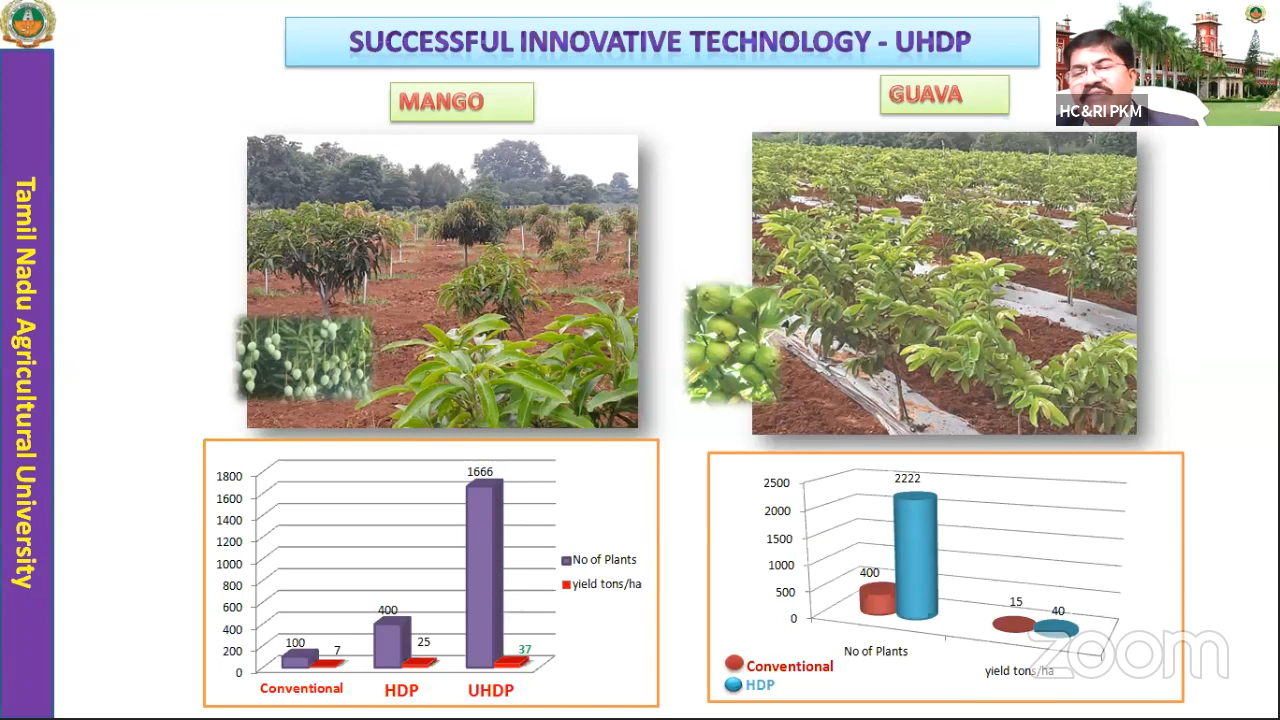 SUCCESSFUL INNOVATIVE TECHNOLOGY - UHDP
HC&RI PKM
MANGO
GUAVA
Tamil Nadu Agricultural University
1800
1600
1400
1200
1000
800
600
400
200
0
100
7
400
25
1666
37
Conventional
HDP
UHDP
No of Plants
yield tons/ha
2500
2000
1500
1000
500
0
400
2222
15
40
No of Plants
yield tons/ha
Conventional
HDP
zoom